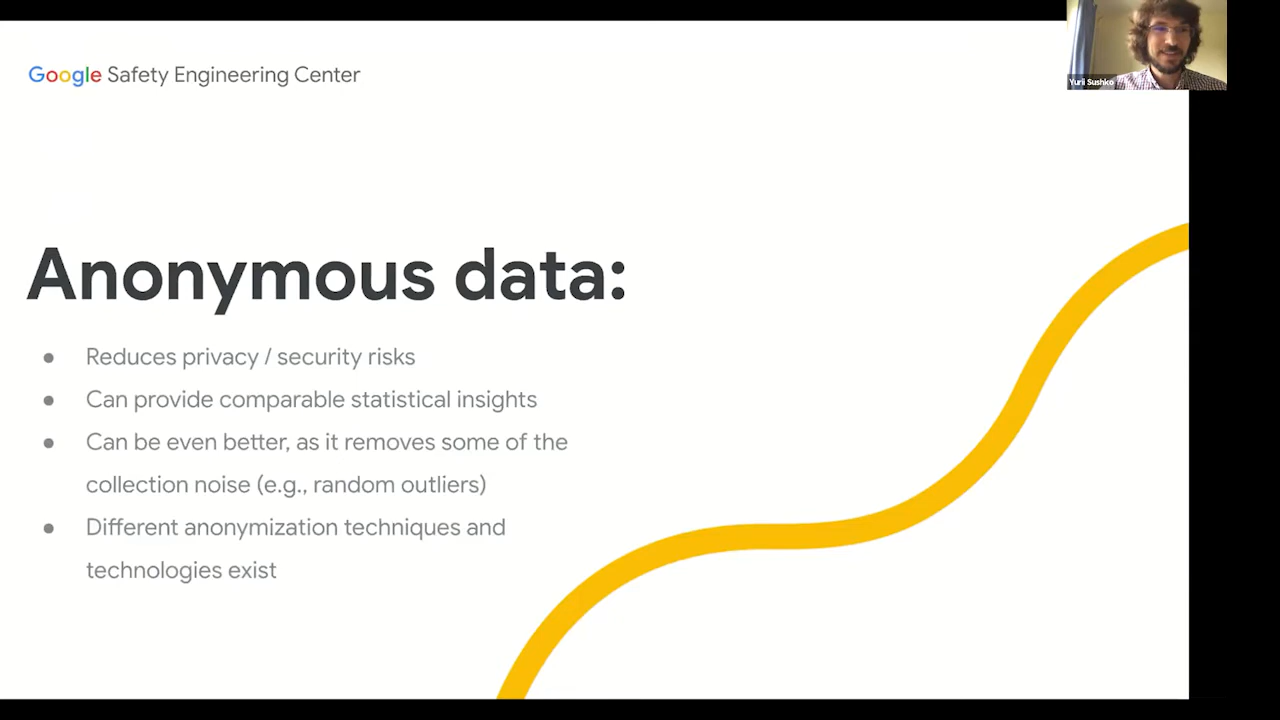 Google Safety Engineering Center
Yurii Sushko
Anonymous data:
● Reduces privacy / security risks
● Can provide comparable statistical insights
● Can be even better, as it removes some of the
collection noise (e.g., random outliers)
● Different anonymization techniques and
technologies exist